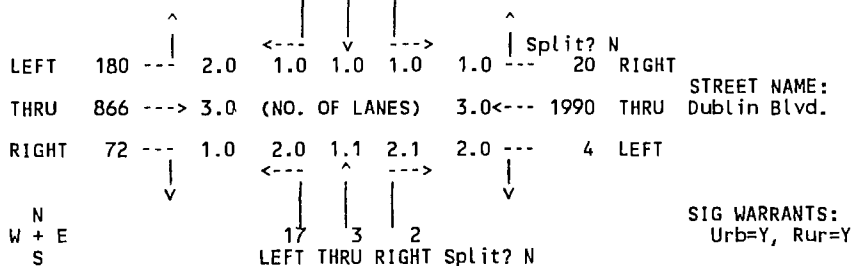 ^ | | | ^
| <--- v ---> | Split? N
LEFT 180 --- 2.0 1.0 1.0 1.0 1.0 --- 20 RIGHT
STREET NAME:
THRU 866 ---> 3.0 (NO. OF LANES) 3.0<--- 1990 THRU Dublin Blvd.
RIGHT 72 --- 1.0 2.0 1.1 2.1 2.0 --- 4 LEFT
| <--- ^ ---> |
v | | | v
N SIG WARRANTS:
W + E 17 3 2 Urb=Y, Rur=Y
S LEFT THRU RIGHT Split? N